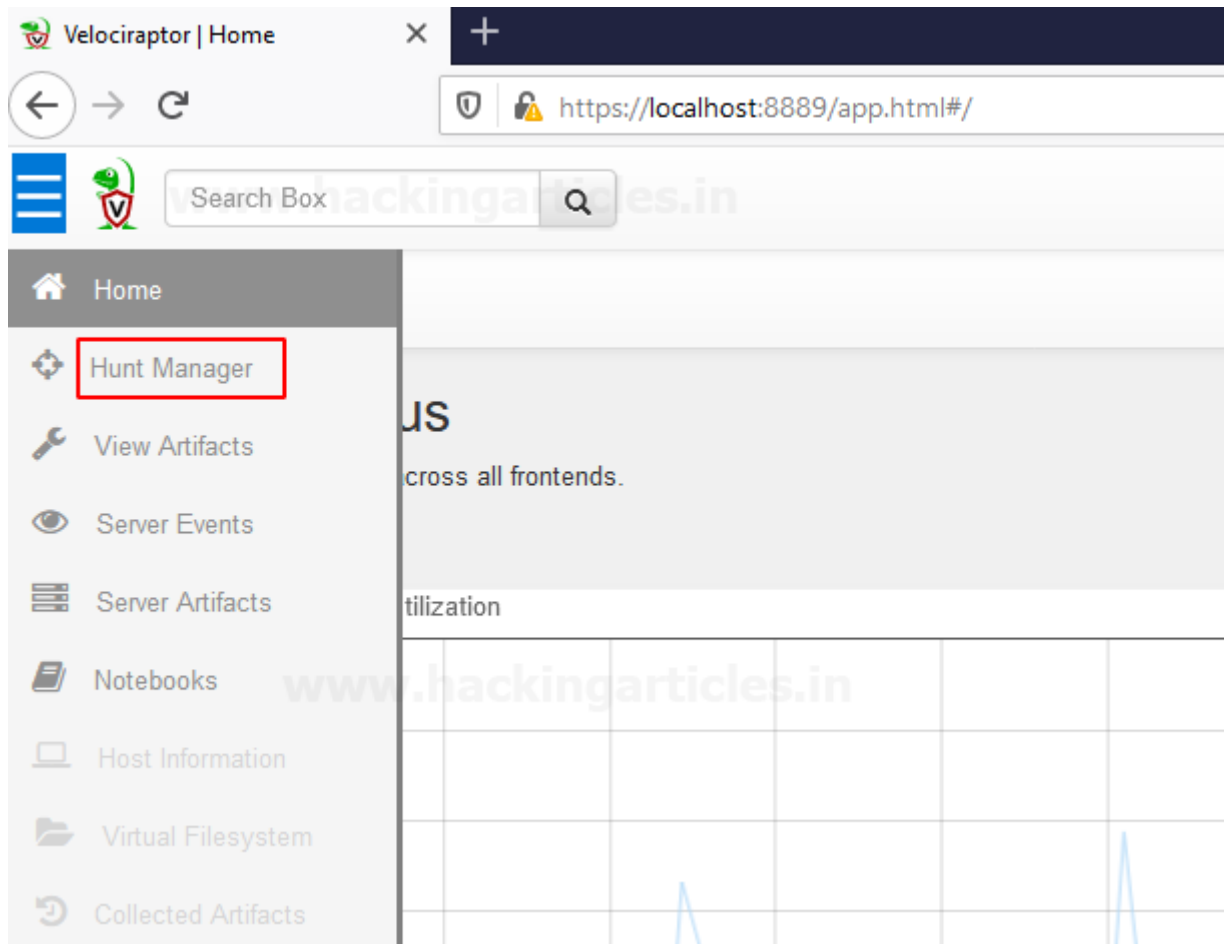 Velociraptor | Home
https://localhost:8889/app.html#/
Search Box
www.hackingarticles.in
Home
Hunt Manager
us
View Artifacts
cross all frontends.
Server Events
Server Artifacts
tilization
Notebooks
www.hackingarticles.in
Host Information
Virtual Filesystem
Collected Artifacts